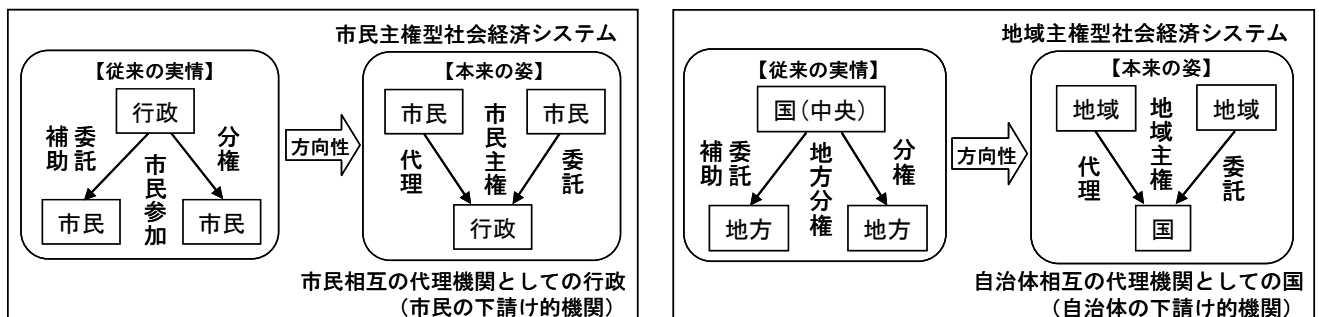 市民主権型社会経済システム
【従来の実情】
行政
補助
委託
市民参加
分権
市民
市民
方向性
【本来の姿】
市民
市民
代理
市民主権
委託
行政
市民相互の代理機関としての行政
（市民の下請け的機関）
地域主権型社会経済システム
【従来の実情】
国（中央）
補助
委託
地方分権
分権
地方
地方
方向性
【本来の姿】
地域
地域
代理
地域主権
委託
国
自治体相互の代理機関としての国
（自治体の下請け的機関）